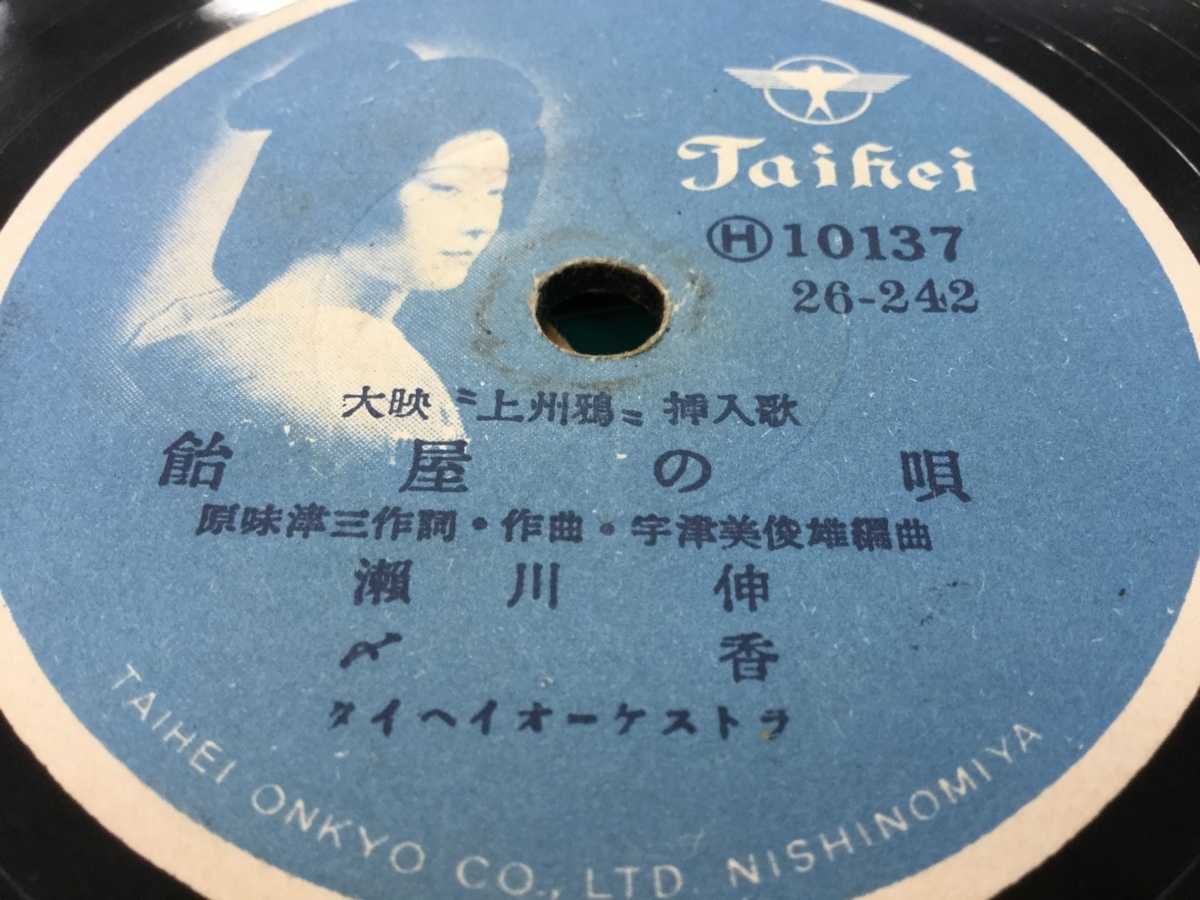 Taihei
Ⓗ10137
26-242
大映〝上州鴉〟挿入歌
飴屋の唄
原味津三作詞・作曲・宇津美俊雄編曲
瀬川伸
〆香
タイヘイオーケストラ
TAIHEI ONKYO CO., LTD. NISHINOMIYA